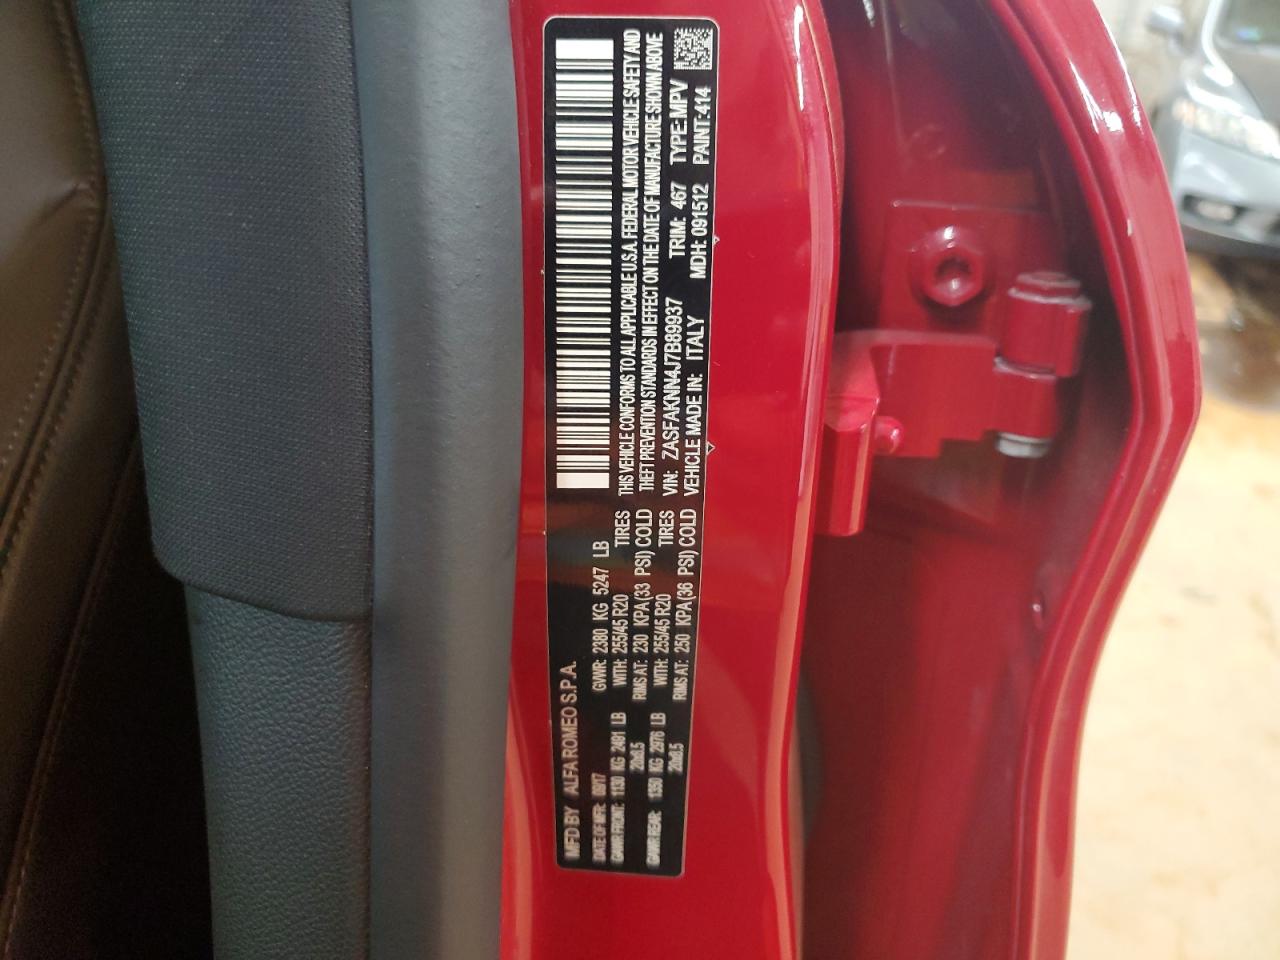 MFD BY ALFA ROMEO S.P.A.
DATE OF MFR: 09/17 GVWR: 2380 KG 5247 LB
GAWR FRONT: 1130 KG 2491 LB WITH: 255/45 R20 TIRES
20x8.5 RIMS AT: 230 KPA (33 PSI) COLD
GAWR REAR: 1350 KG 2976 LB WITH: 255/45 R20 TIRES
20x8.5 RIMS AT: 250 KPA (36 PSI) COLD
THIS VEHICLE CONFORMS TO ALL APPLICABLE U.S.A. FEDERAL MOTOR VEHICLE SAFETY AND
THEFT PREVENTION STANDARDS IN EFFECT ON THE DATE OF MANUFACTURE SHOWN ABOVE
VIN: ZASFAKNN4J7B89937 TRIM: 467 TYPE: MPV
VEHICLE MADE IN: ITALY MDH: 091512 PAINT: 414